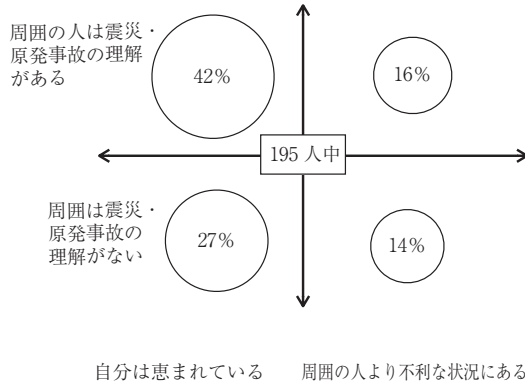 周囲の人は震災・
原発事故の理解
がある
42%
16%
195 人中
周囲は震災・
原発事故の
理解がない
27%
14%
自分は恵まれている
周囲の人より不利な状況にある